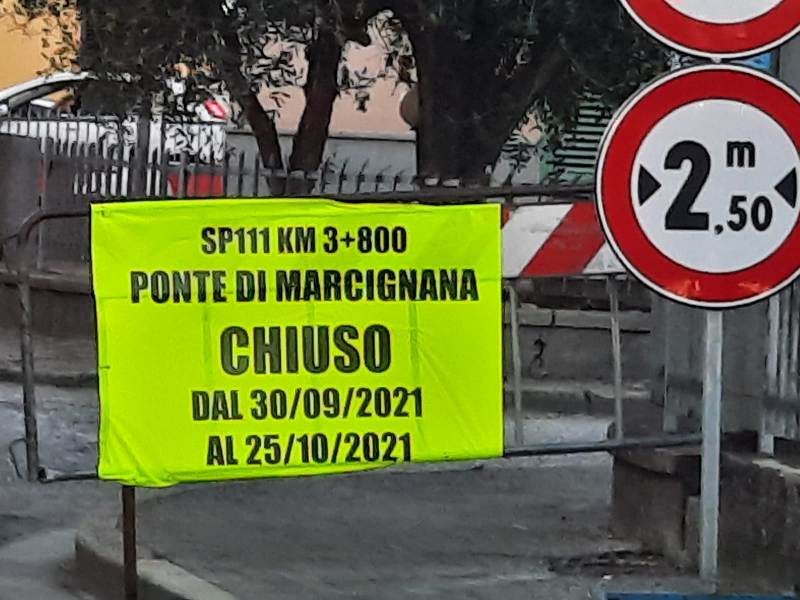 SP111 KM 3+800
PONTE DI MARCIGNANA
CHIUSO
DAL 30/09/2021
AL 25/10/2021
2,50 m